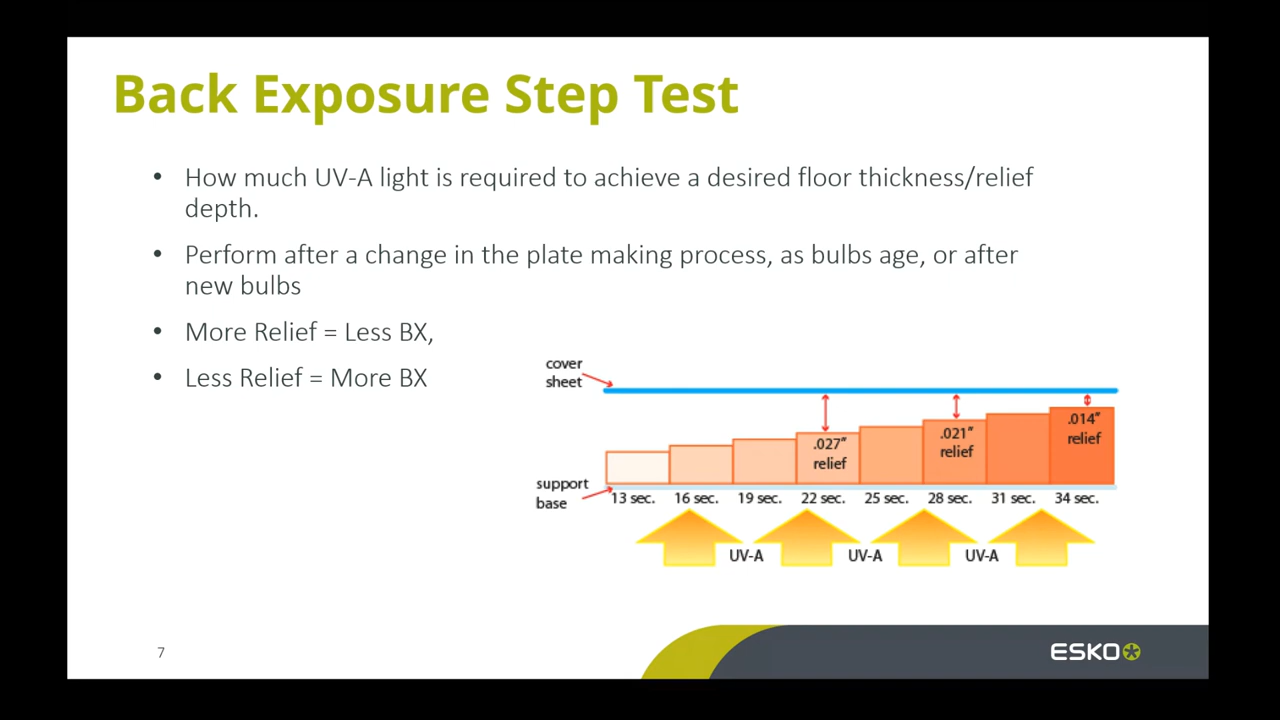 Back Exposure Step Test
• How much UV-A light is required to achieve a desired floor thickness/relief
depth.
• Perform after a change in the plate making process, as bulbs age, or after
new bulbs
• More Relief = Less BX,
• Less Relief = More BX
cover
sheet
.027”
relief
.021”
relief
.014”
relief
support
base
13 sec. 16 sec. 19 sec. 22 sec. 25 sec. 28 sec. 31 sec. 34 sec.
UV-A UV-A UV-A
7
ESKO